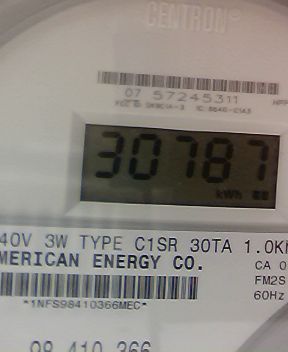 CENTRON®
07 57245311
30787
kWh
40V 3W TYPE C1SR 30TA 1.0K
MERICAN ENERGY CO.
CA 0
FM2S
60Hz
*1NFS98410366MEC*
98 410 366